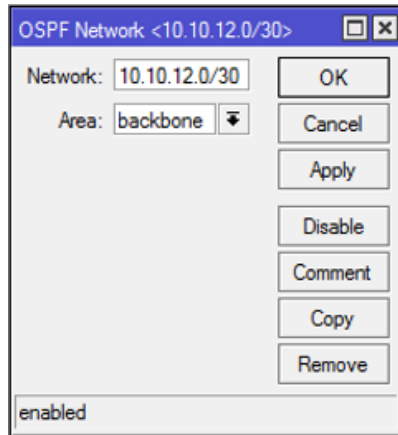 OSPF Network <10.10.12.0/30>
Network: 10.10.12.0/30
OK
Area: backbone
Cancel
Apply
Disable
Comment
Copy
Remove
enabled